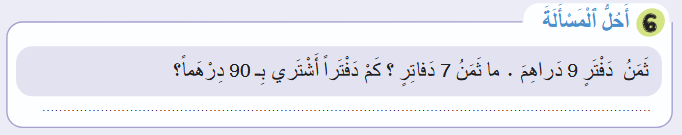 6 أَحُلُّ ٱلْمَسْأَلَةَ
ثَمَنُ دَفْتَرٍ 9 دَراهِمَ . ما ثَمَنُ 7 دَفاتِرٍ ؟ كَمْ دَفْتَراً أَشْتَري بِـ 90 دِرْهَماً؟